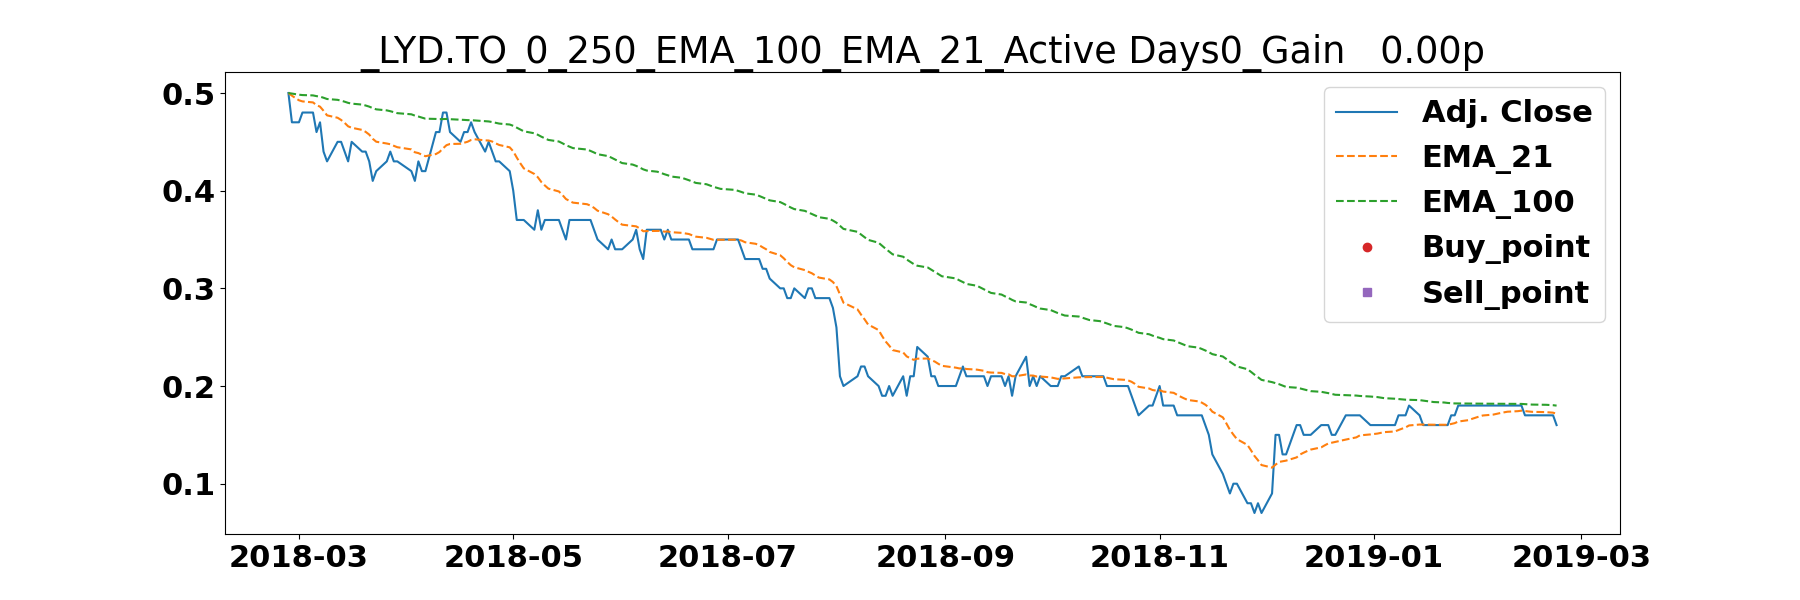 _LYD.TO_0_250_EMA_100_EMA_21_Active Days0_Gain   0.00p
0.5
0.4
0.3
0.2
0.1
Adj. Close
EMA_21
EMA_100
Buy_point
Sell_point
2018-03 2018-05 2018-07 2018-09 2018-11 2019-01 2019-03